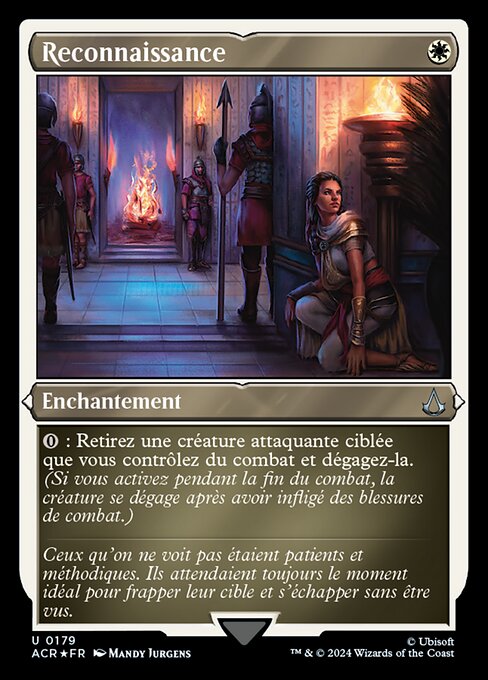 Reconnaissance
Enchantement
0 : Retirez une créature attaquante ciblée
que vous contrôlez du combat et dégagez-la.
(Si vous activez pendant la fin du combat, la
créature se dégage après avoir infligé des blessures
de combat.)
Ceux qu'on ne voit pas étaient patients et
méthodiques. Ils attendaient toujours le moment
idéal pour frapper leur cible et s'échapper sans être
vus.
U 0179
ACR★FR Mandy Jurgens
© Ubisoft
™ & © 2024 Wizards of the Coast